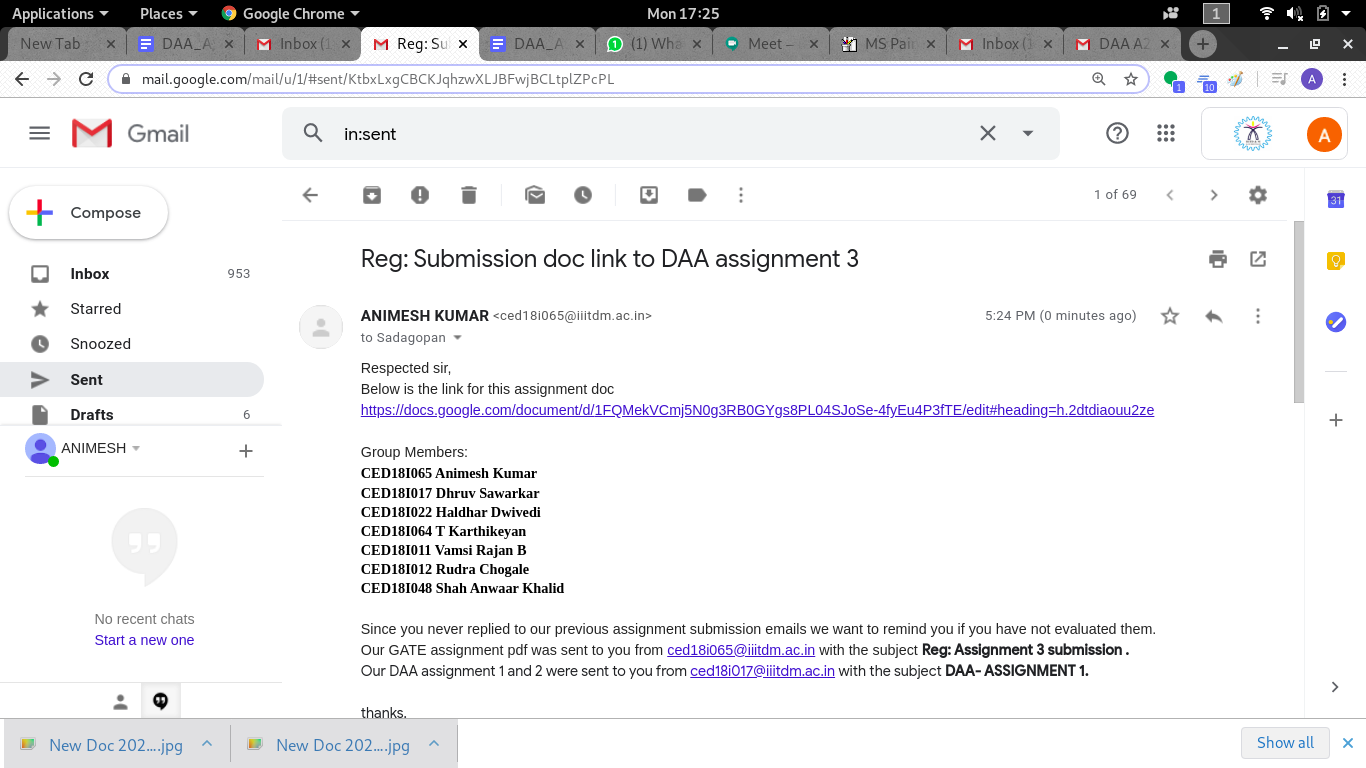 Applications Places Google Chrome Mon 17:25 1
New Tab DAA_A Inbox (1 Reg: Su DAA_A (1) Wha Meet – MS Pai Inbox (1 DAA A2
mail.google.com/mail/u/1/#sent/KtbxLxgCBCKJqhzwXLJBFwjBCLtplZPcPL 1 10 A
Gmail in:sent A
Compose 1 of 69 31
Reg: Submission doc link to DAA assignment 3
Inbox 953
Starred
Snoozed
Sent
Drafts 6
ANIMESH
No recent chats
Start a new one
ANIMESH KUMAR <ced18i065@iiitdm.ac.in> 5:24 PM (0 minutes ago)
to Sadagopan
Respected sir,
Below is the link for this assignment doc
https://docs.google.com/document/d/1FQMekVCmj5N0g3RB0GYgs8PL04SJoSe-4fyEu4P3fTE/edit#heading=h.2dtdiaouu2ze
Group Members:
CED18I065 Animesh Kumar
CED18I017 Dhruv Sawarkar
CED18I022 Haldhar Dwivedi
CED18I064 T Karthikeyan
CED18I011 Vamsi Rajan B
CED18I012 Rudra Chogale
CED18I048 Shah Anwaar Khalid
Since you never replied to our previous assignment submission emails we want to remind you if you have not evaluated them.
Our GATE assignment pdf was sent to you from ced18i065@iiitdm.ac.in with the subject Reg: Assignment 3 submission .
Our DAA assignment 1 and 2 were sent to you from ced18i017@iiitdm.ac.in with the subject DAA- ASSIGNMENT 1.
thanks.
New Doc 202....jpg New Doc 202....jpg Show all